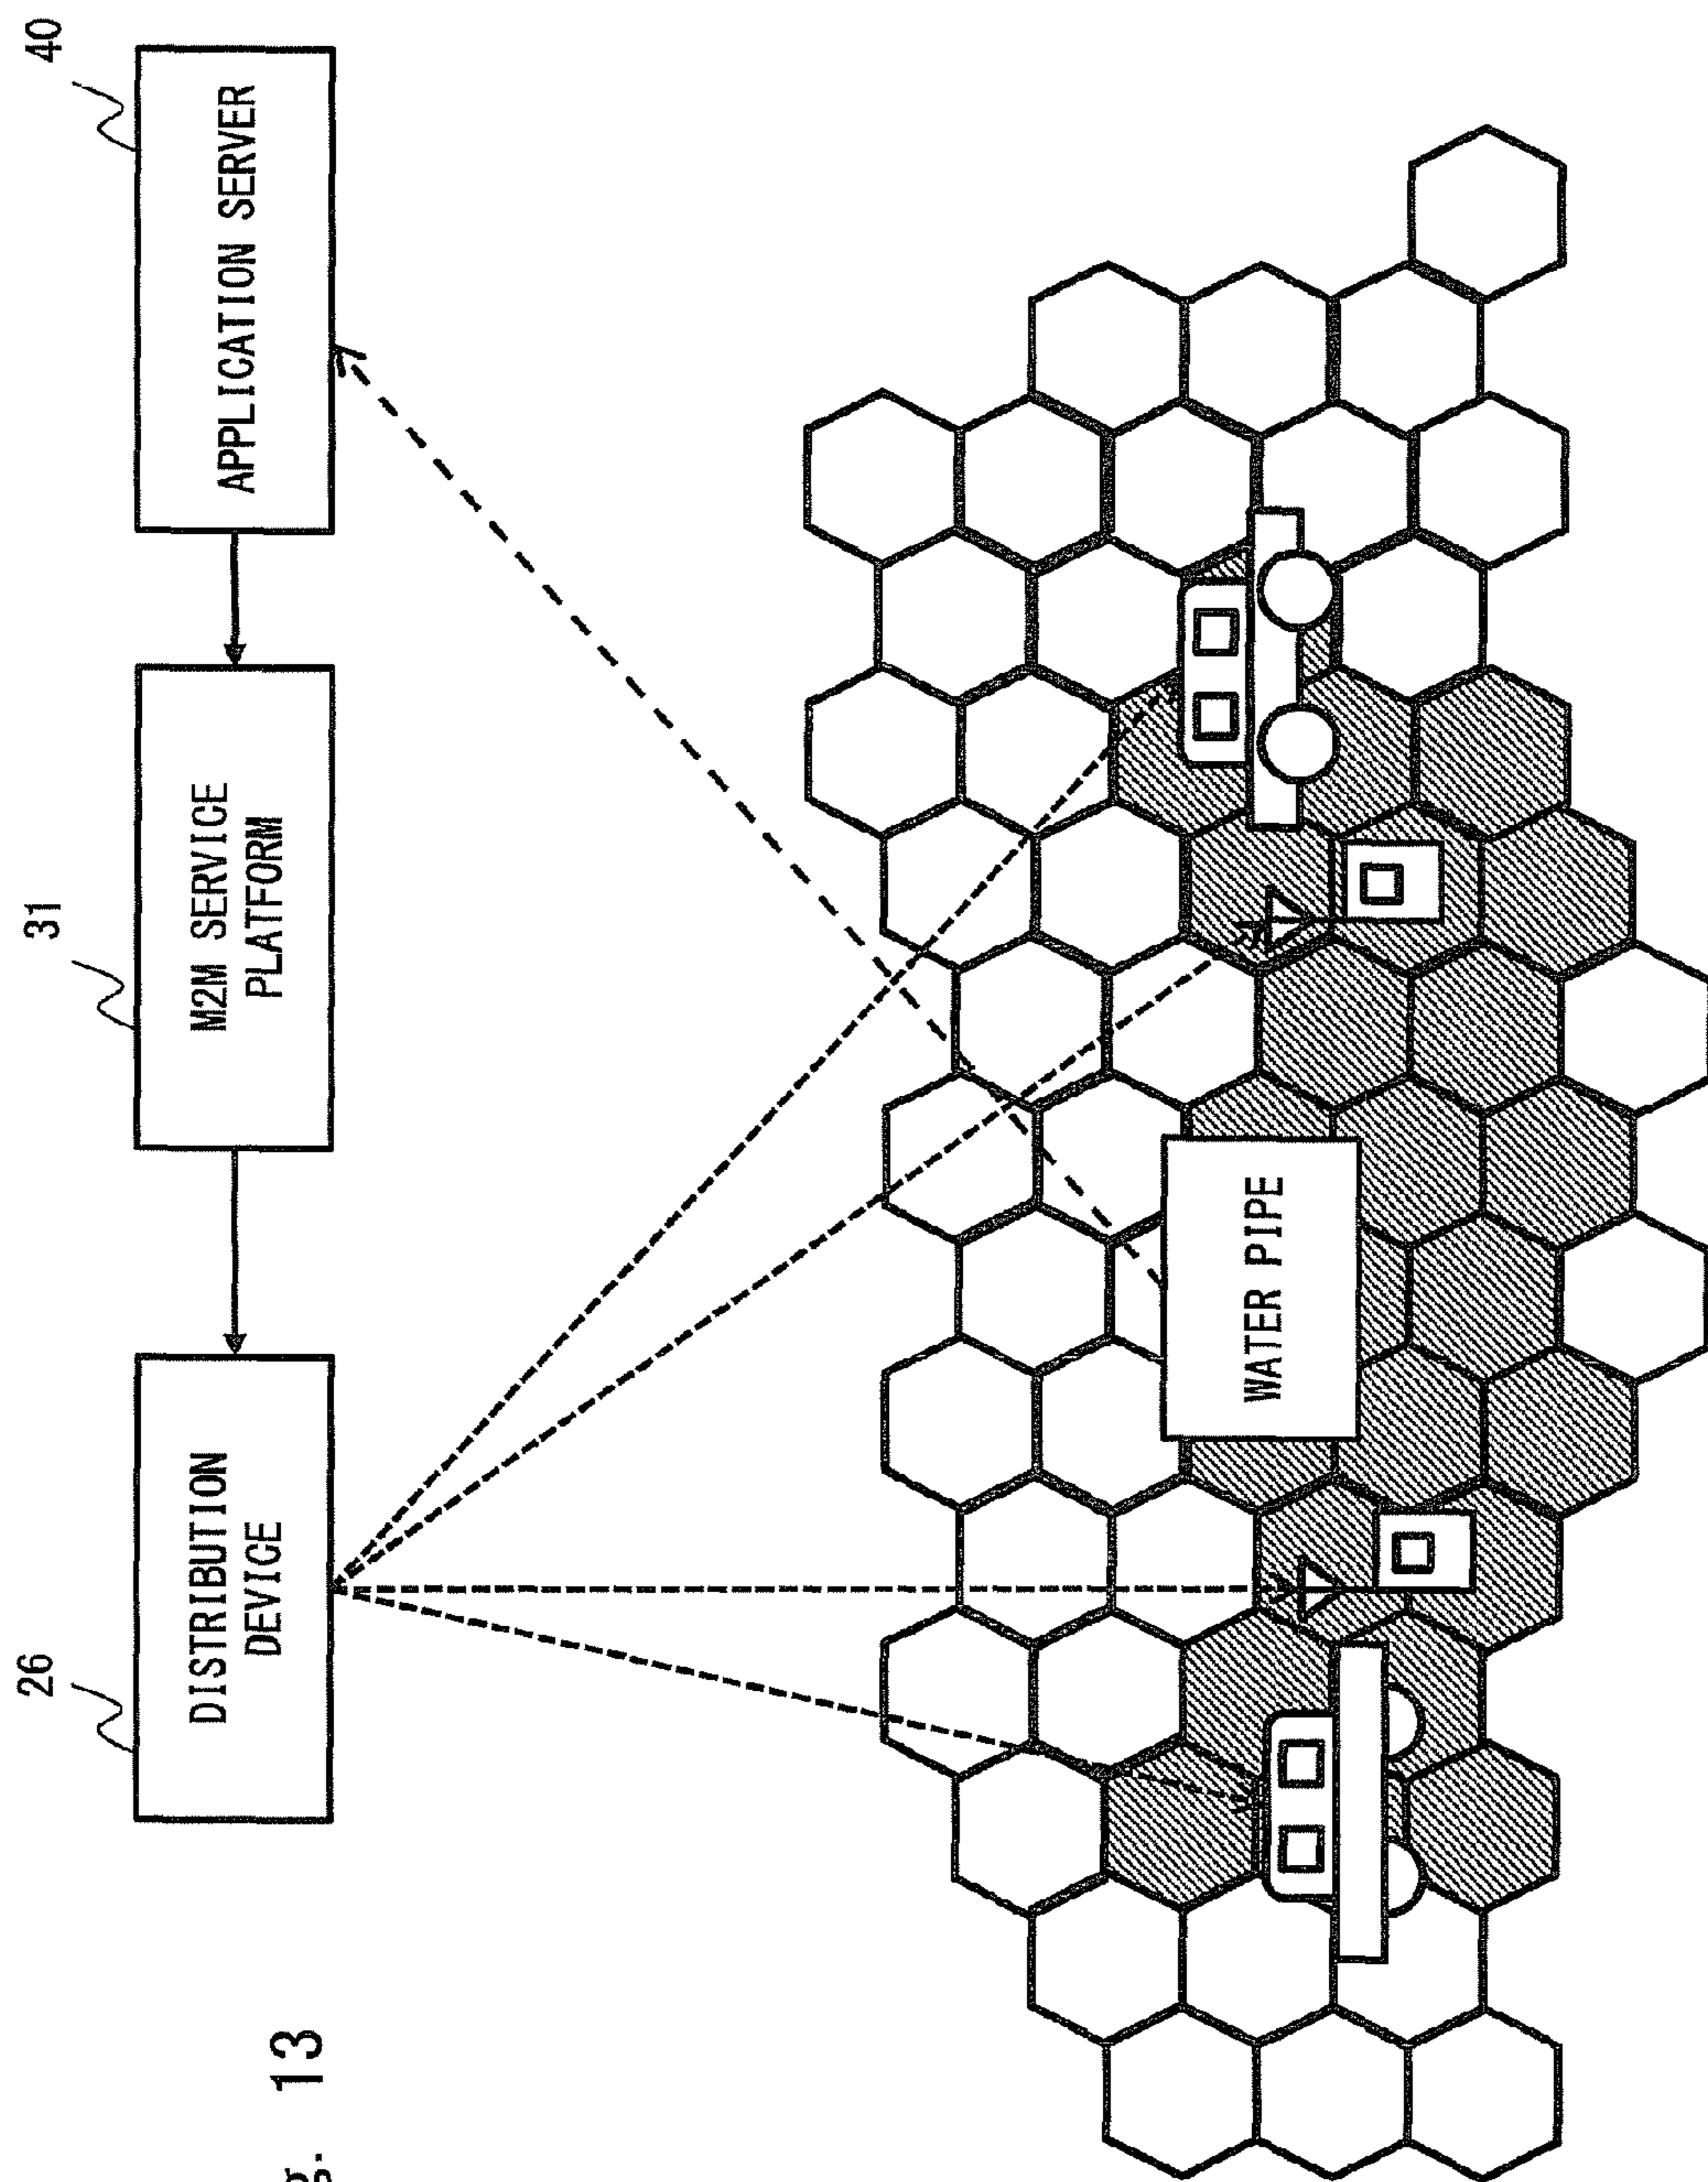 g. 13
26
DISTRIBUTION
DEVICE
31
M2M SERVICE
PLATFORM
40
APPLICATION SERVER
WATER PIPE